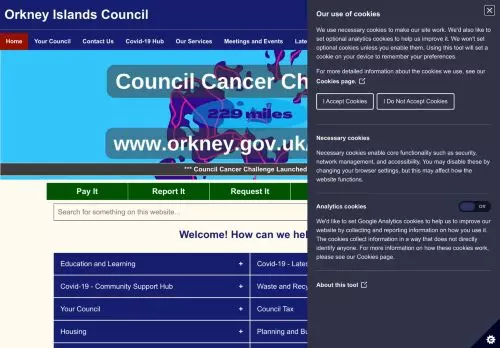 Orkney Islands Council
Home Your Council Contact Us Covid-19 Hub Our Services Meetings and Events
Council Cancer
229 miles
www.orkney.gov.uk
*** Council Cancer Challenge Launched
Pay It Report It Request It
Search for something on this website...
Welcome! How can we
Education and Learning +
Covid-19 - Community Support Hub +
Your Council +
Housing +
Covid-19 -
Waste and
Council Tax
Planning and
Our use of cookies
We use necessary cookies to make our site work. We'd also like to
set optional analytics cookies to help us improve it. We won't set
optional cookies unless you enable them. Using this tool will set a
cookie on your device to remember your preferences.
For more detailed information about the cookies we use, see our
Cookies page.
I Accept Cookies I Do Not Accept Cookies
Necessary cookies
Necessary cookies enable core functionality such as security,
network management, and accessibility. You may disable these by
changing your browser settings, but this may affect how the
website functions.
Analytics cookies Off
We'd like to set Google Analytics cookies to help us to improve our
website by collecting and reporting information on how you use it.
The cookies collect information in a way that does not directly
identify anyone. For more information on how these cookies work,
please see our Cookies page.
About this tool